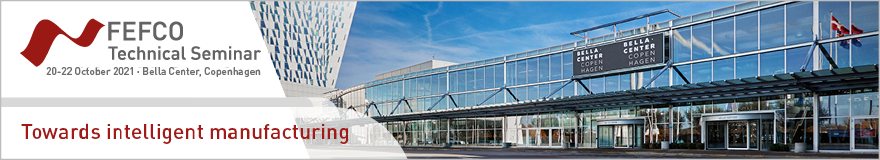 FEFCO
Technical Seminar
20-22 October 2021 · Bella Center, Copenhagen
Towards intelligent manufacturing
BELLA·
CENTER
COPEN
HAGEN
BELLA·
CENTER
COPEN
HAGEN